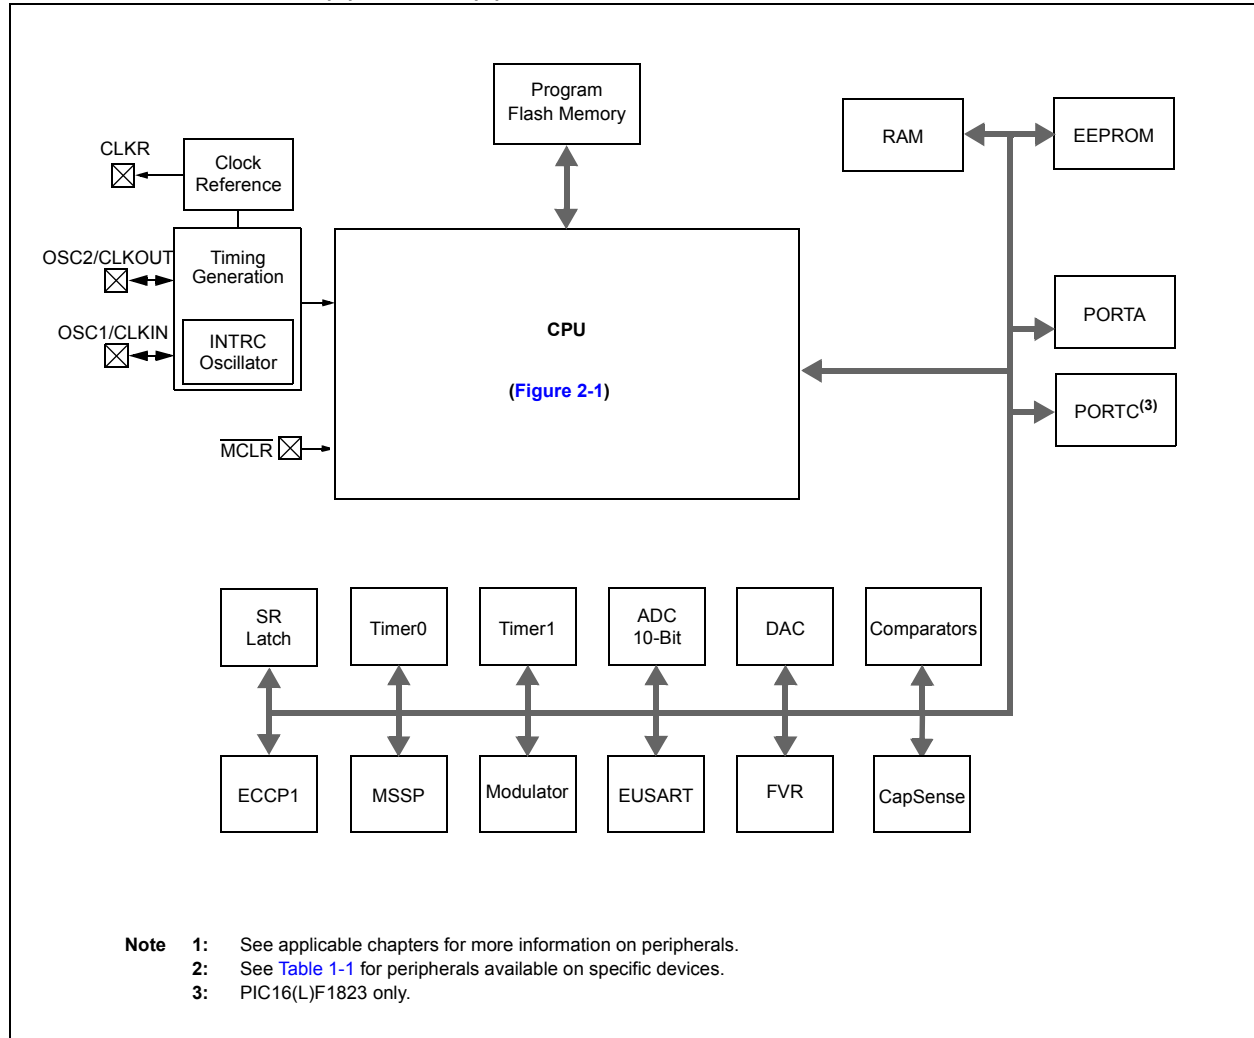 Program
Flash Memory
RAM
EEPROM
CLKR
Clock
Reference
OSC2/CLKOUT
Timing
Generation
OSC1/CLKIN
INTRC
Oscillator
MCLR
CPU
(Figure 2-1)
PORTA
PORTC(3)
SR
Latch
Timer0
Timer1
ADC
10-Bit
DAC
Comparators
ECCP1
MSSP
Modulator
EUSART
FVR
CapSense
Note 1: See applicable chapters for more information on peripherals.
2: See Table 1-1 for peripherals available on specific devices.
3: PIC16(L)F1823 only.